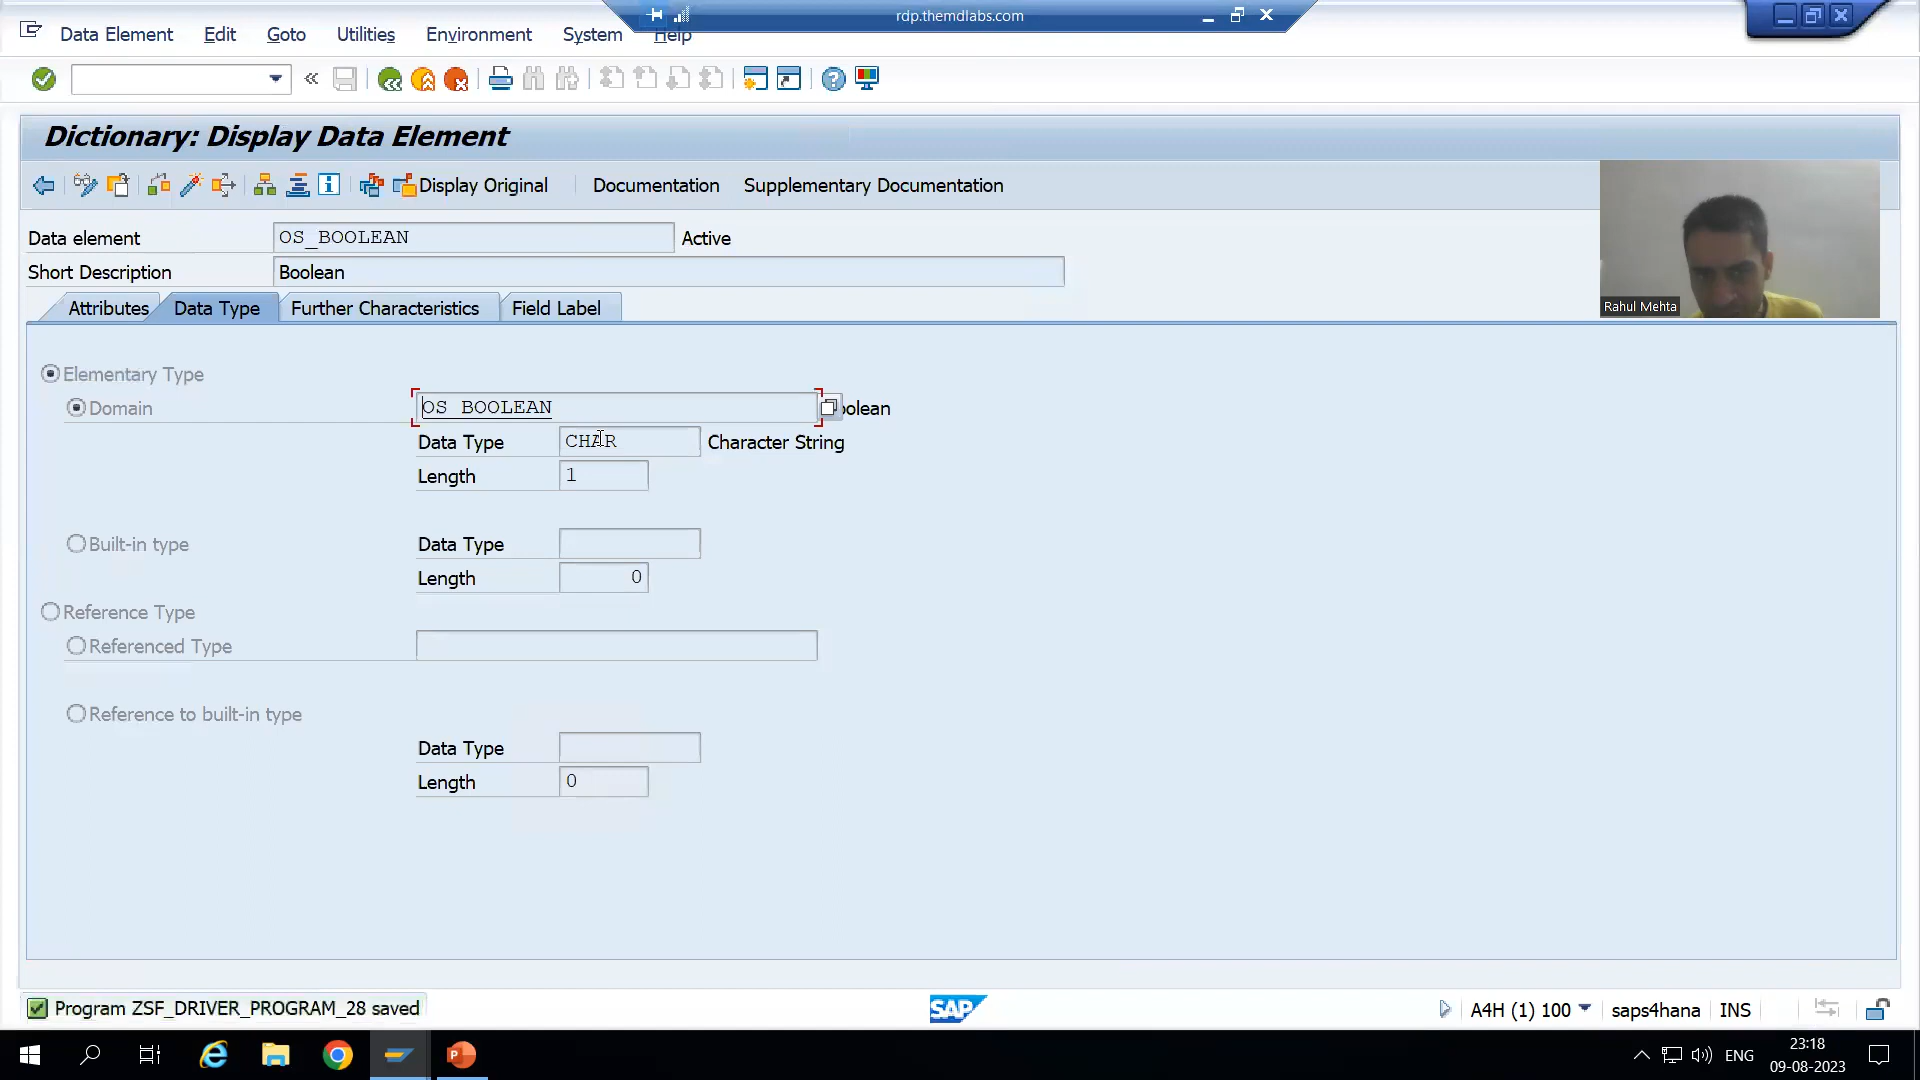 rdp.themdlabs.com
Data Element Edit Goto Utilities Environment System Help
Dictionary: Display Data Element
Display Original Documentation Supplementary Documentation
Data element OS_BOOLEAN Active
Short Description Boolean
Rahul Mehta
Attributes Data Type Further Characteristics Field Label
Elementary Type
Domain OS_BOOLEAN olean
Data Type CHAR Character String
Length 1
Built-in type Data Type
Length 0
Reference Type
Referenced Type
Reference to built-in type
Data Type
Length 0
Program ZSF_DRIVER_PROGRAM_28 saved SAP A4H (1) 100 saps4hana INS
ENG 23:18
09-08-2023